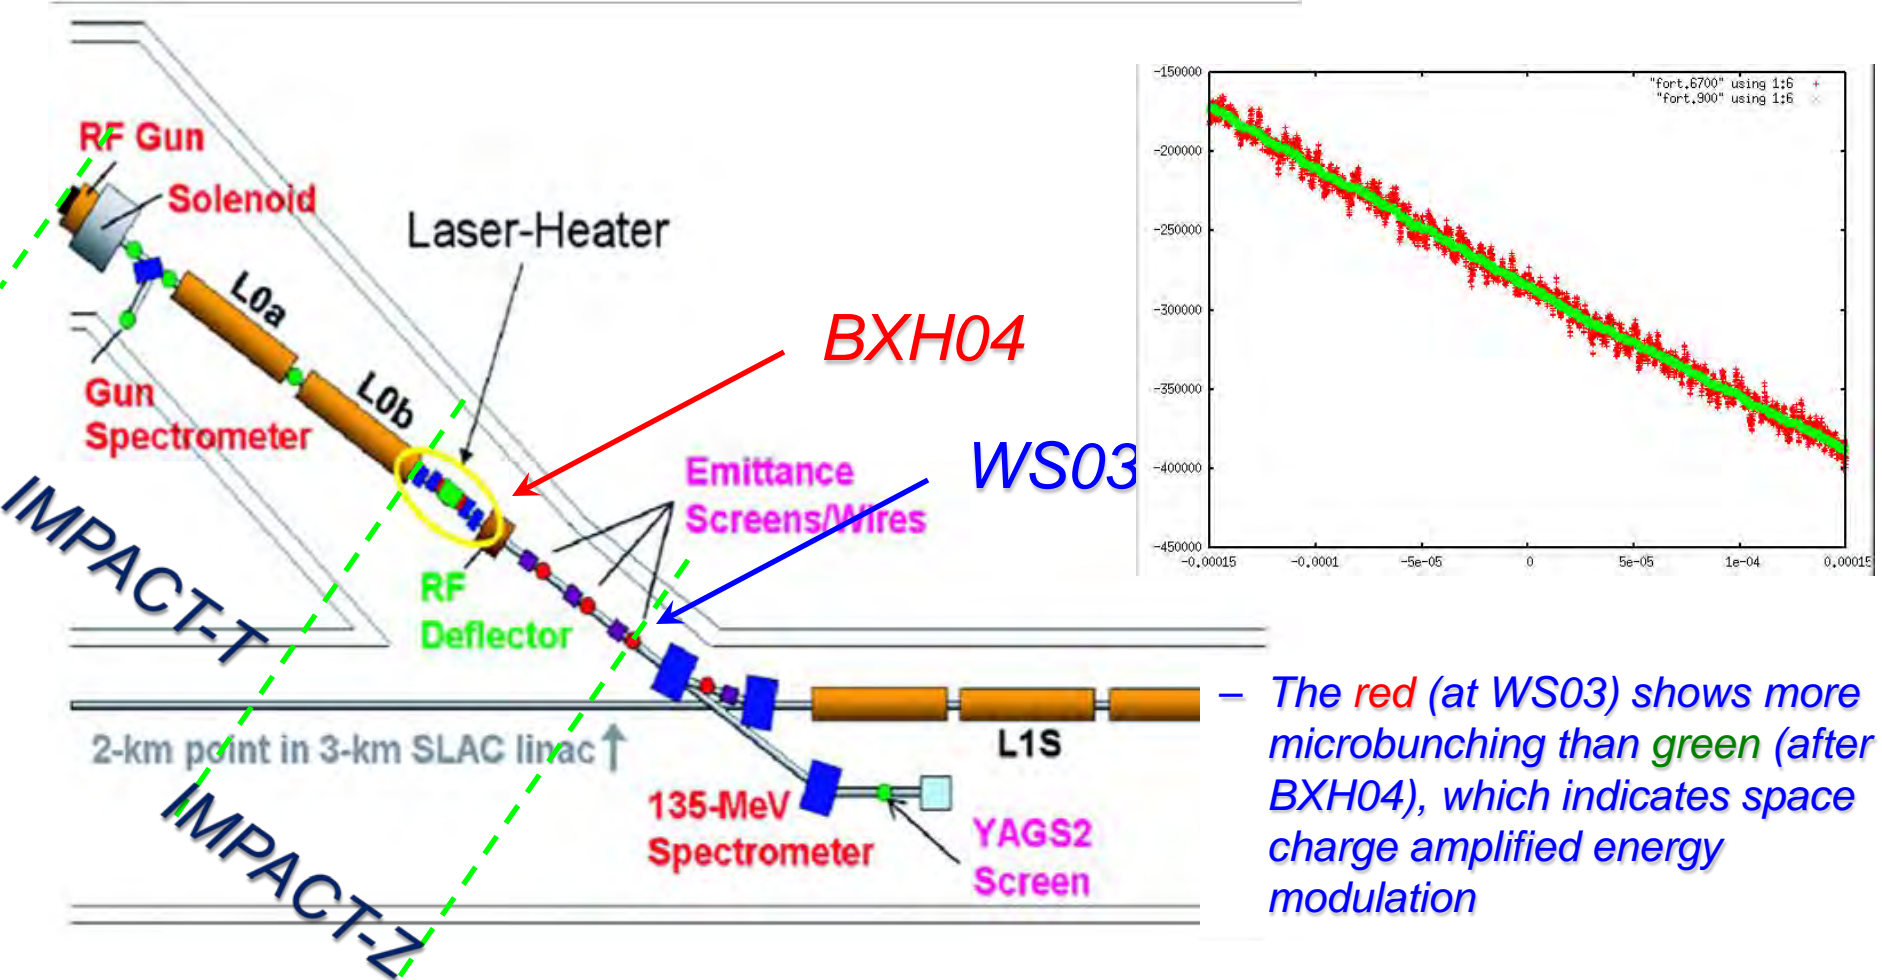 RF Gun
Solenoid
Laser-Heater
L0a
L0b
Gun
Spectrometer
BXH04
WS03
Emittance
Screens/Wires
RF
Deflector
IMPACT-T
IMPACT-Z
2-km point in 3-km SLAC linac
L1S
135-MeV
Spectrometer
YAGS2
Screen
"fort.6700" using 1:6
"fort.900" using 1:6
-150000
-200000
-250000
-300000
-350000
-400000
-450000
-0.00015
-0.0001
-5e-05
0
5e-05
1e-04
0.00015
– The red (at WS03) shows more
microbunching than green (after
BXH04), which indicates space
charge amplified energy
modulation